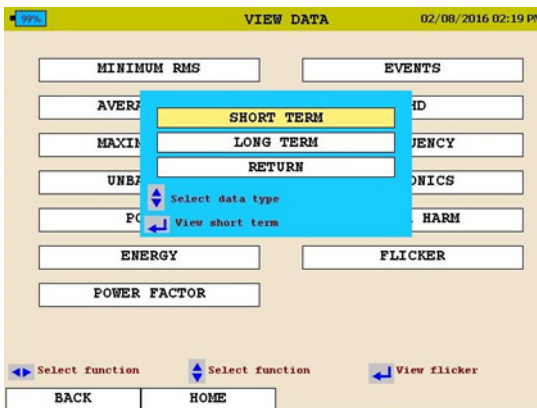 99%
VIEW DATA
02/08/2016 02:19 P
MINIMUM RMS
EVENTS
SHORT TERM
LONG TERM
RETURN
Select data type
View short term
HARM
ENERGY
FLICKER
POWER FACTOR
Select function
Select function
View flicker
BACK
HOME